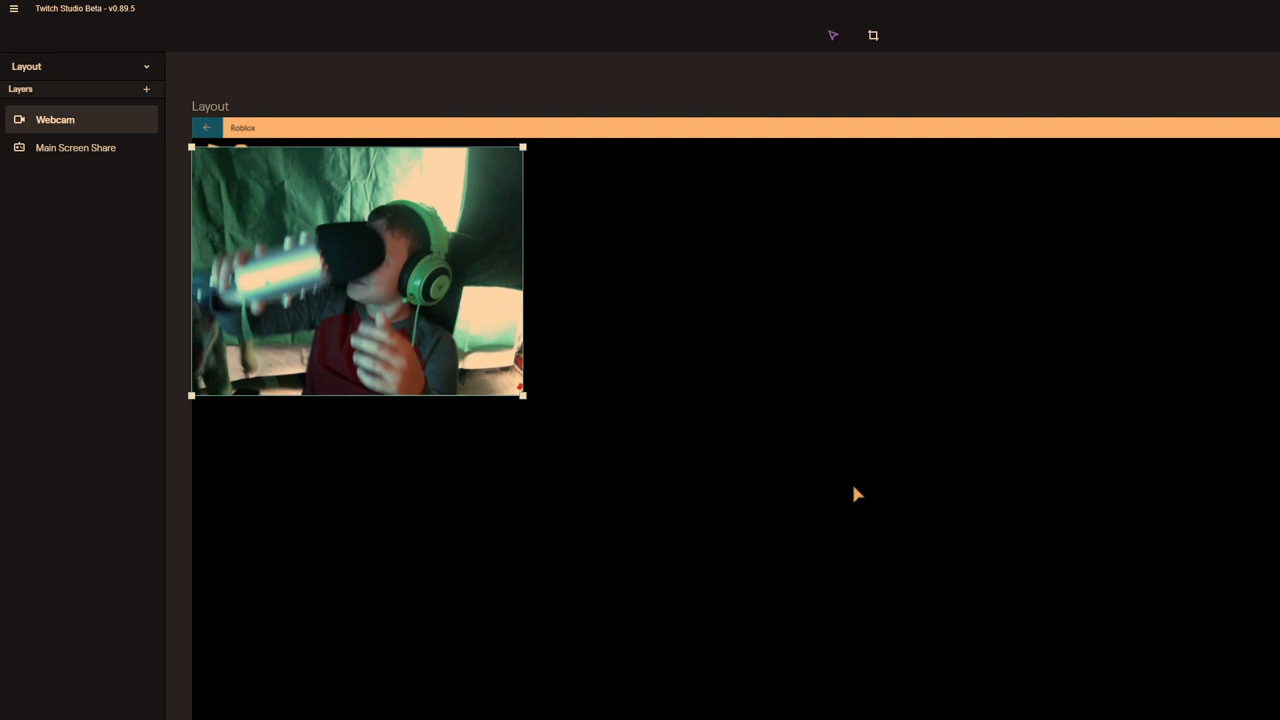 Twitch Studio Beta - v0.89.5
Layout
Layers
Webcam
Main Screen Share
Layout
Roblox